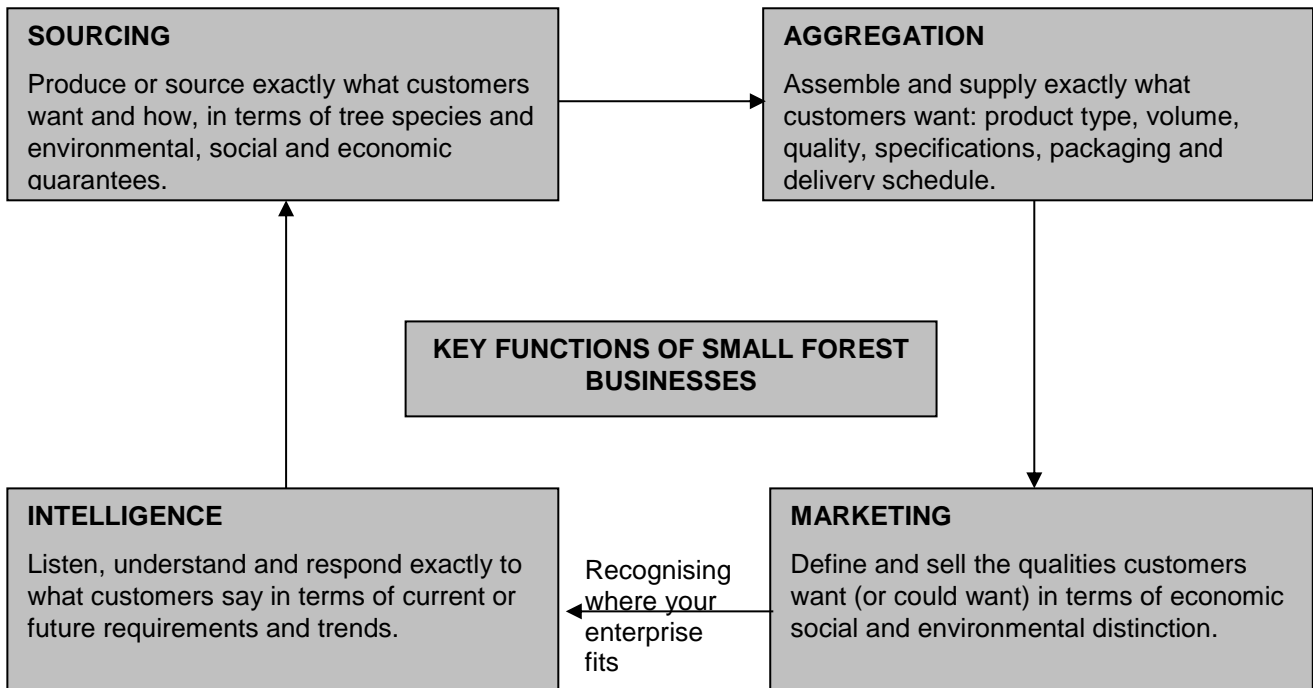 SOURCING
Produce or source exactly what customers
want and how, in terms of tree species and
environmental, social and economic
guarantees.
AGGREGATION
Assemble and supply exactly what
customers want: product type, volume,
quality, specifications, packaging and
delivery schedule.
KEY FUNCTIONS OF SMALL FOREST
BUSINESSES
INTELLIGENCE
Listen, understand and respond exactly to
what customers say in terms of current or
future requirements and trends.
Recognising
where your
enterprise
fits
MARKETING
Define and sell the qualities customers
want (or could want) in terms of economic
social and environmental distinction.